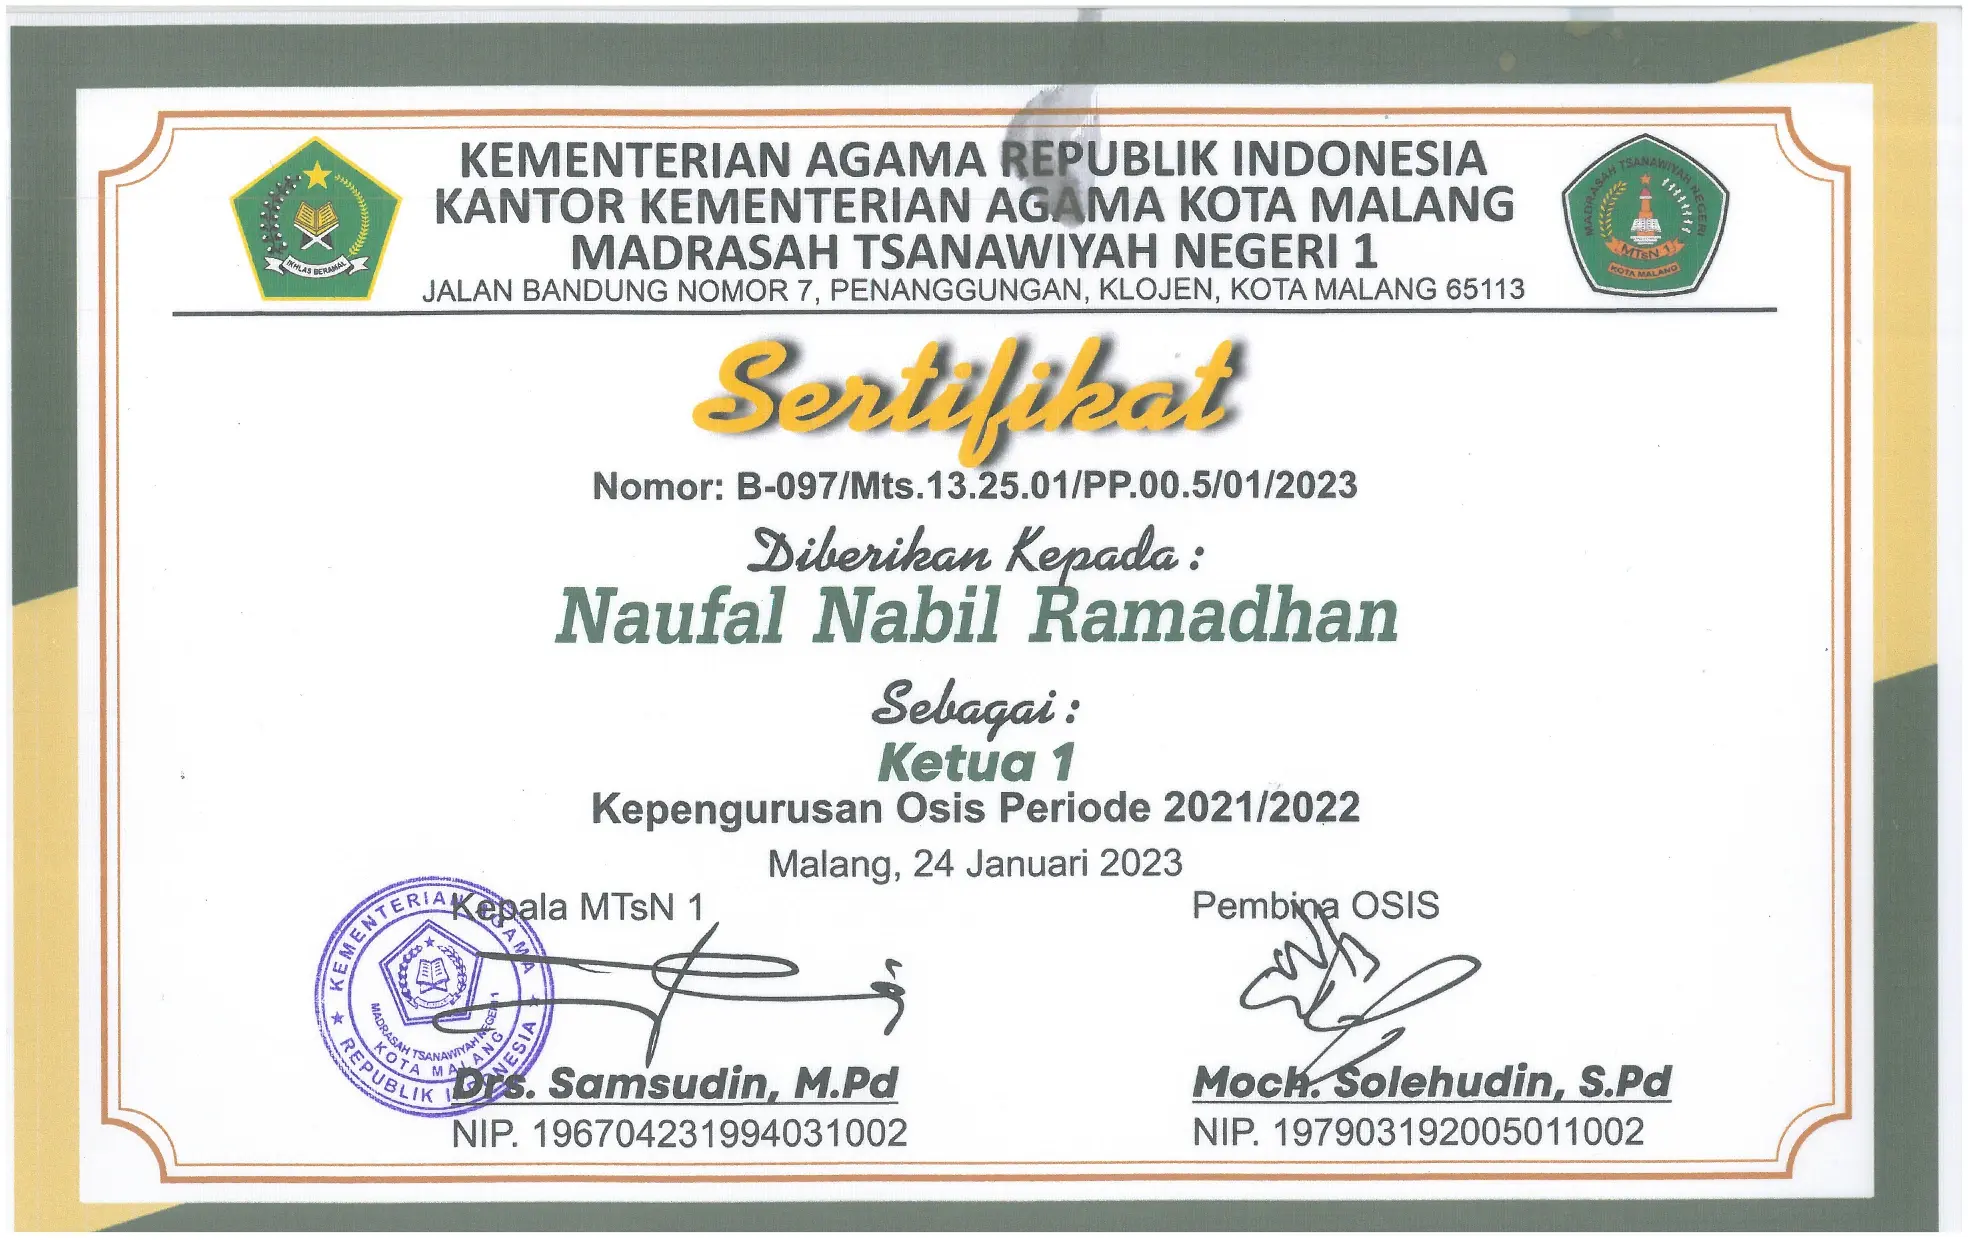 KEMENTERIAN AGAMA REPUBLIK INDONESIA
KANTOR KEMENTERIAN AGAMA KOTA MALANG
MADRASAH TSANAWIYAH NEGERI 1
JALAN BANDUNG NOMOR 7, PENANGGUNGAN, KLOJEN, KOTA MALANG 65113
IKHLAS BERAMAL
MADRASAH TSANAWIYAH NEGERI
MTsN 1
KOTA MALANG
Sertifikat
Nomor: B-097/Mts.13.25.01/PP.00.5/01/2023
Diberikan Kepada :
Naufal Nabil Ramadhan
Sebagai :
Ketua 1
Kepengurusan Osis Periode 2021/2022
Malang, 24 Januari 2023
Kepala MTsN 1
Pembina OSIS
KEMENTERIAN AGAMA
REPUBLIK INDONESIA
MADRASAH TSANAWIYAH NEGERI 1
KOTA MALANG
Drs. Samsudin, M.Pd
NIP. 196704231994031002
Moch. Solehudin, S.Pd
NIP. 197903192005011002